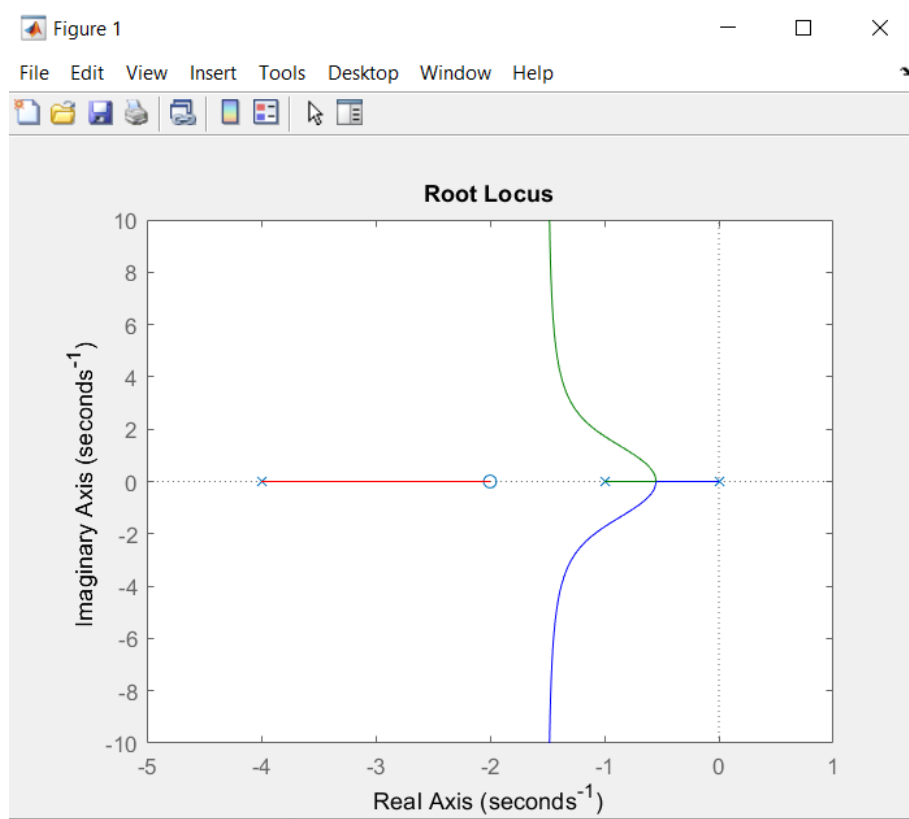 Figure 1
File Edit View Insert Tools Desktop Window Help
Root Locus
10
8
6
4
2
0
-2
-4
-6
-8
-10
Imaginary Axis (seconds⁻¹)
-5 -4 -3 -2 -1 0 1
Real Axis (seconds⁻¹)